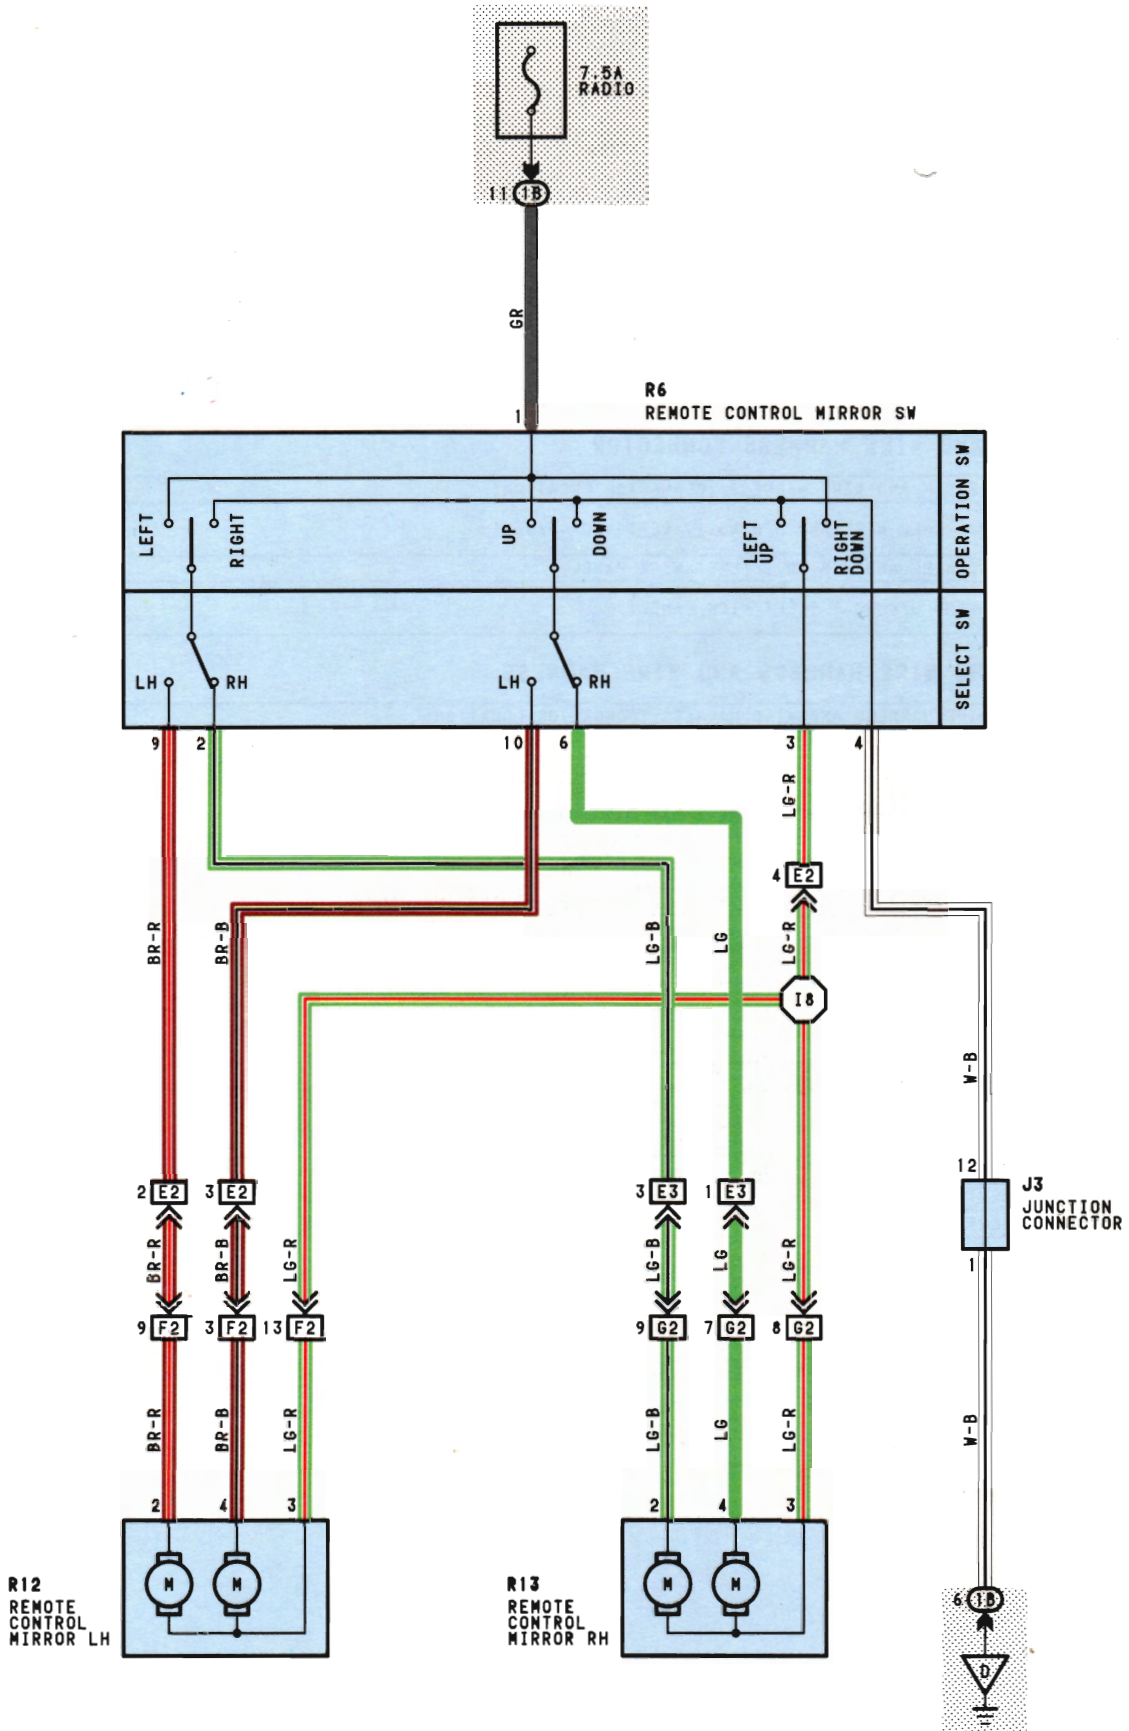 7.5A
RADIO
11 1B
GR
1
R6
REMOTE CONTROL MIRROR SW
LEFT
RIGHT
UP
DOWN
LEFT
UP
RIGHT
DOWN
OPERATION SW
LH
RH
LH
RH
SELECT SW
9
2
10
6
3
4
LG-R
4 E2
BR-R
BR-B
LG-B
LG
LG-R
I8
W-B
12
2 E2
3 E2
3 E3
1 E3
J3
JUNCTION
CONNECTOR
1
BR-R
BR-B
LG-R
LG-B
LG
LG-R
9 F2
3 F2
13 F2
9 G2
7 G2
8 G2
BR-R
BR-B
LG-R
LG-B
LG
LG-R
W-B
2
4
3
2
4
3
M
M
M
M
R12
REMOTE
CONTROL
MIRROR LH
R13
REMOTE
CONTROL
MIRROR RH
6 1B
D